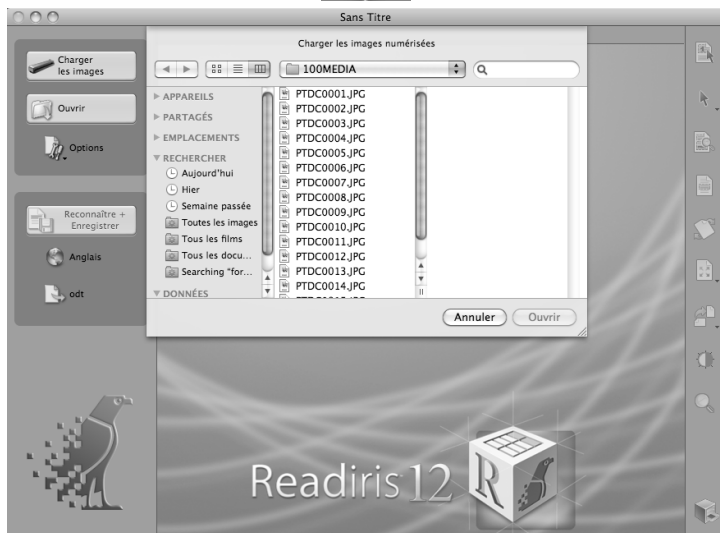 Sans Titre
Charger les images numérisées
Charger
les images
Ouvrir
Options
Reconnaître +
Enregistrer
Anglais
odt
100MEDIA
APPAREILS
PARTAGÉS
EMPLACEMENTS
RECHERCHER
Aujourd'hui
Hier
Semaine passée
Toutes les images
Tous les films
Tous les docu...
Searching "for...
DONNÉES
PTDC0001.JPG
PTDC0002.JPG
PTDC0003.JPG
PTDC0004.JPG
PTDC0005.JPG
PTDC0006.JPG
PTDC0007.JPG
PTDC0008.JPG
PTDC0009.JPG
PTDC0010.JPG
PTDC0011.JPG
PTDC0012.JPG
PTDC0013.JPG
PTDC0014.JPG
Annuler
Ouvrir
Readiris 12
R